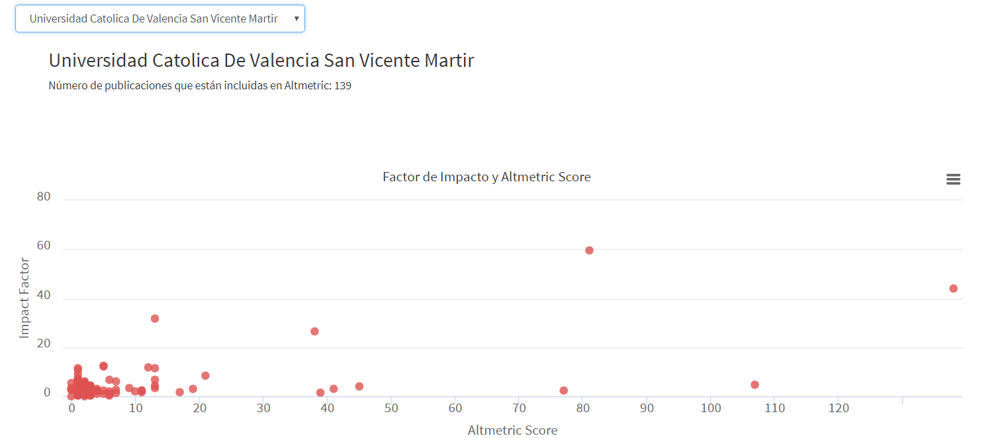 Universidad Catolica De Valencia San Vicente Martir
Universidad Catolica De Valencia San Vicente Martir
Número de publicaciones que están incluidas en Altmetric: 139
Factor de Impacto y Altmetric Score
80
60
40
20
0
Impact Factor
0 10 20 30 40 50 60 70 80 90 100 110 120
Altmetric Score